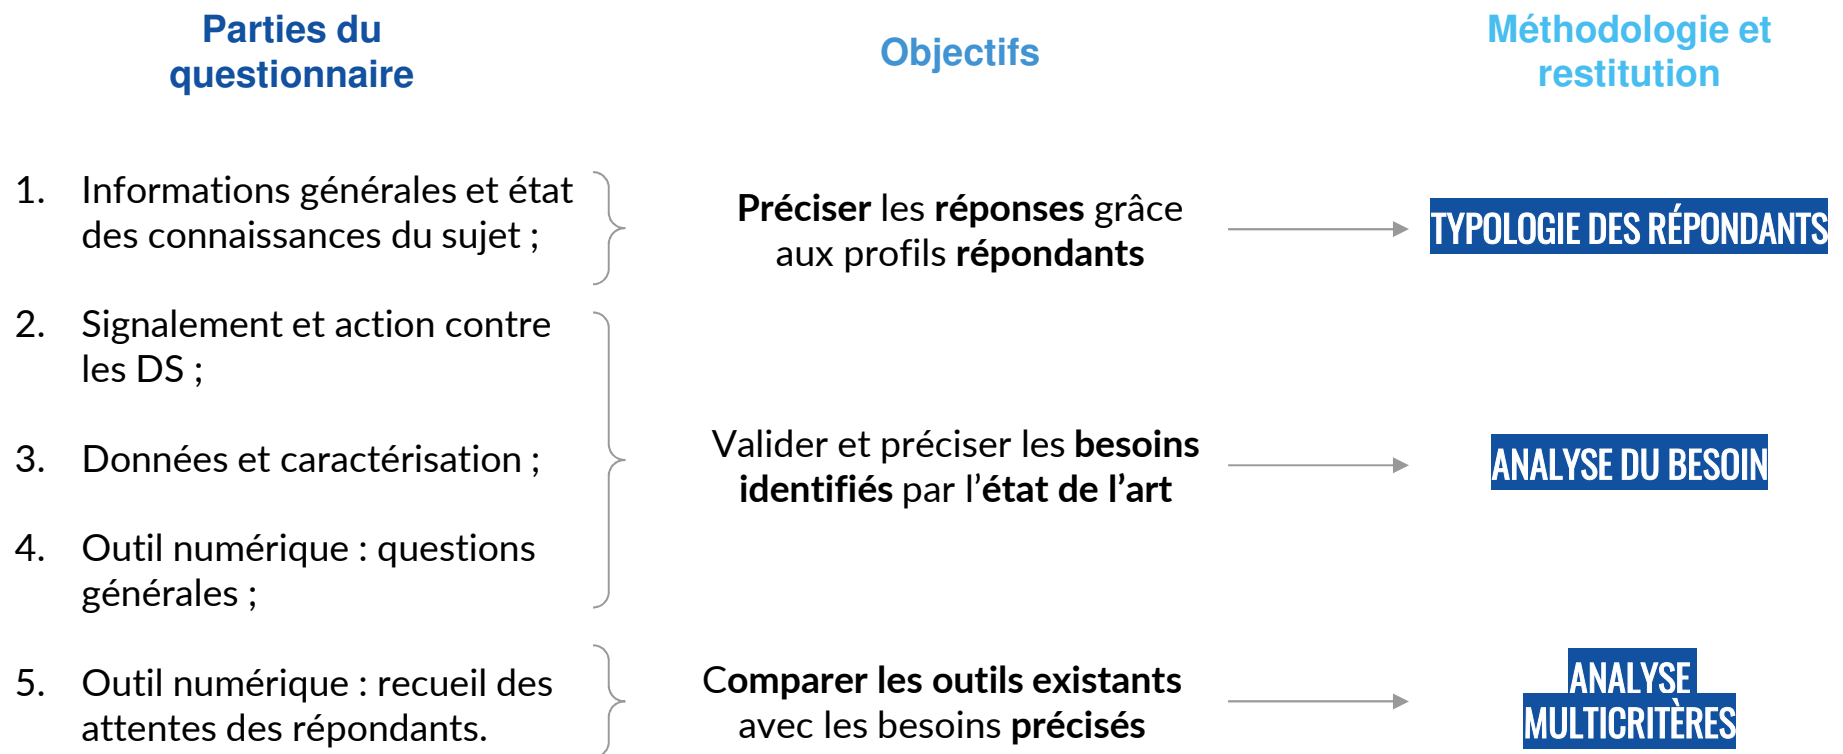 Parties du
questionnaire
Objectifs
Méthodologie et
restitution
1. Informations générales et état
des connaissances du sujet ;
Préciser les réponses grâce
aux profils répondants
TYPOLOGIE DES RÉPONDANTS
2. Signalement et action contre
les DS ;
3. Données et caractérisation ;
4. Outil numérique : questions
générales ;
Valider et préciser les besoins
identifiés par l’état de l’art
ANALYSE DU BESOIN
5. Outil numérique : recueil des
attentes des répondants.
Comparer les outils existants
avec les besoins précisés
ANALYSE
MULTICRITÈRES